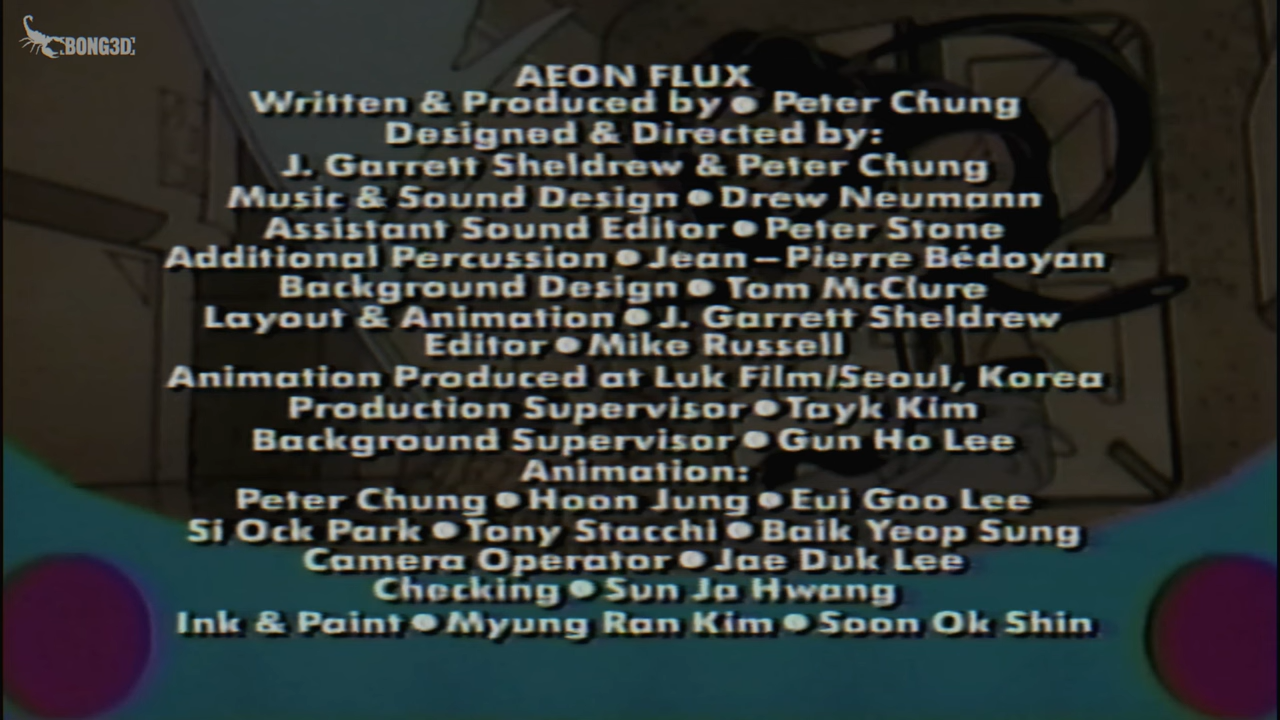 BONG3D
AEON FLUX
Written & Produced by ● Peter Chung
Designed & Directed by:
J. Garrett Sheldrew & Peter Chung
Music & Sound Design ● Drew Neumann
Assistant Sound Editor ● Peter Stone
Additional Percussion ● Jean–Pierre Bédoyan
Background Design ● Tom McClure
Layout & Animation ● J. Garrett Sheldrew
Editor ● Mike Russell
Animation Produced at Luk Film/Seoul, Korea
Production Supervisor ● Tayk Kim
Background Supervisor ● Gun Ho Lee
Animation:
Peter Chung ● Hoon Jung ● Eui Goo Lee
Si Ock Park ● Tony Stacchi ● Baik Yeop Sung
Camera Operator ● Jae Duk Lee
Checking ● Sun Ja Hwang
Ink & Paint ● Myung Ran Kim ● Soon Ok Shin